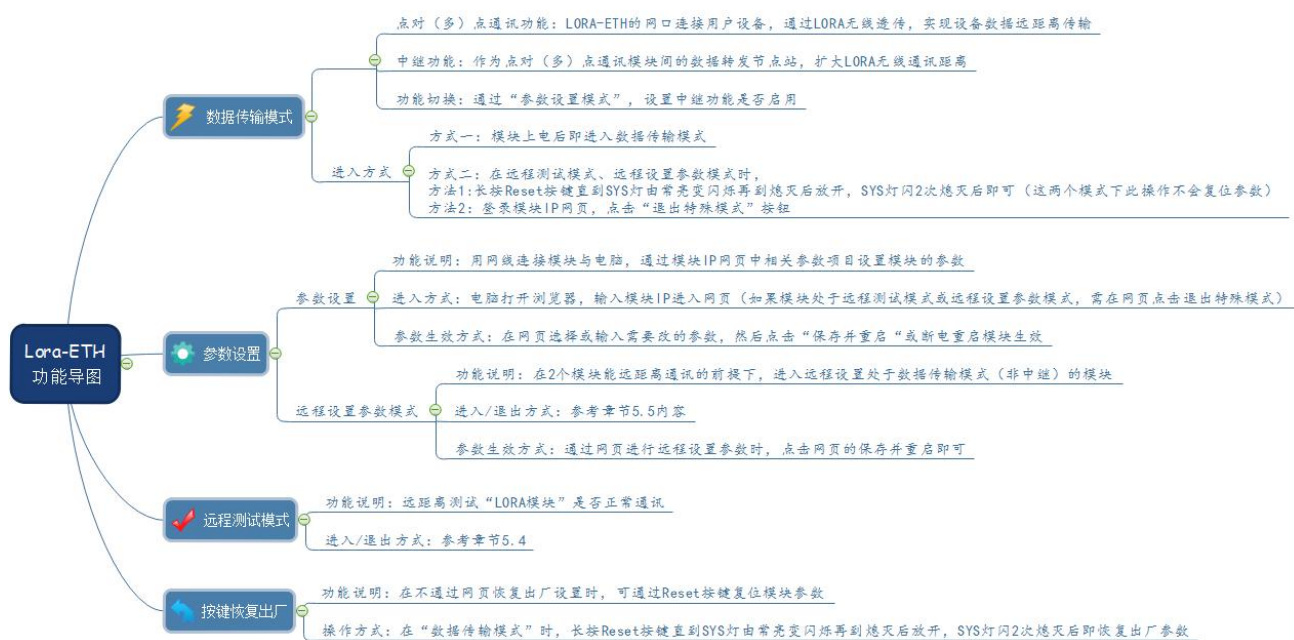 Lora-ETH
功能导图
数据传输模式
点对（多）点通讯功能：LORA-ETH的网口连接用户设备，通过LORA无线透传，实现设备数据远距离传输
中继功能：作为点对（多）点通讯模块间的数据转发节点站，扩大LORA无线通讯距离
功能切换：通过“参数设置模式”，设置中继功能是否启用
进入方式
方式一：模块上电后即进入数据传输模式
方式二：在远程测试模式、远程设置参数模式时，
方法1:长按Reset按键直到SYS灯由常亮变闪烁再到熄灭后放开，SYS灯闪2次熄灭后即可（这两个模式下此操作不会复位参数）
方法2：登录模块IP网页，点击“退出特殊模式”按钮
参数设置
参数设置
功能说明：用网线连接模块与电脑，通过模块IP网页中相关参数项目设置模块的参数
进入方式：电脑打开浏览器，输入模块IP进入网页（如果模块处于远程测试模式或远程设置参数模式，需在网页点击退出特殊模式）
参数生效方式：在网页选择或输入需要改的参数，然后点击“保存并重启“或断电重启模块生效
远程设置参数模式
功能说明：在2个模块能远距离通讯的前提下，进入远程设置处于数据传输模式（非中继）的模块
进入/退出方式：参考章节5.5内容
参数生效方式：通过网页进行远程设置参数时，点击网页的保存并重启即可
远程测试模式
功能说明：远距离测试“LORA模块”是否正常通讯
进入/退出方式：参考章节5.4
按键恢复出厂
功能说明：在不通过网页恢复出厂设置时，可通过Reset按键复位模块参数
操作方式：在“数据传输模式”时，长按Reset按键直到SYS灯由常亮变闪烁再到熄灭后放开，SYS灯闪2次熄灭后即恢复出厂参数